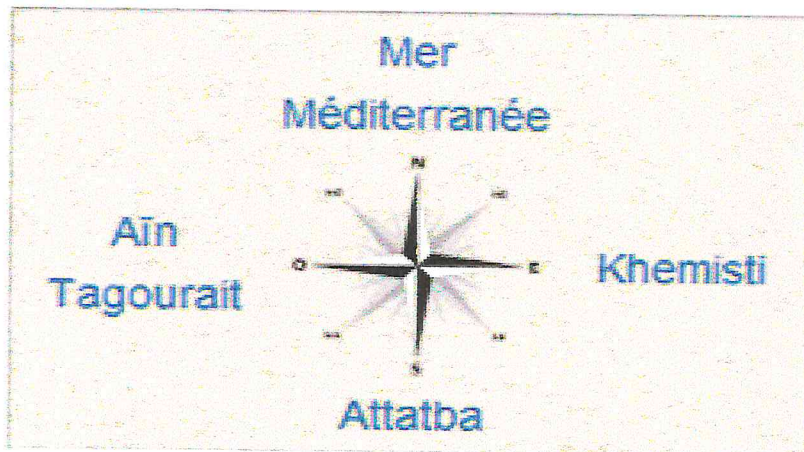 Mer
Méditerranée
N
Aïn
Tagourait
O
E
Khemisti
S
Attatba